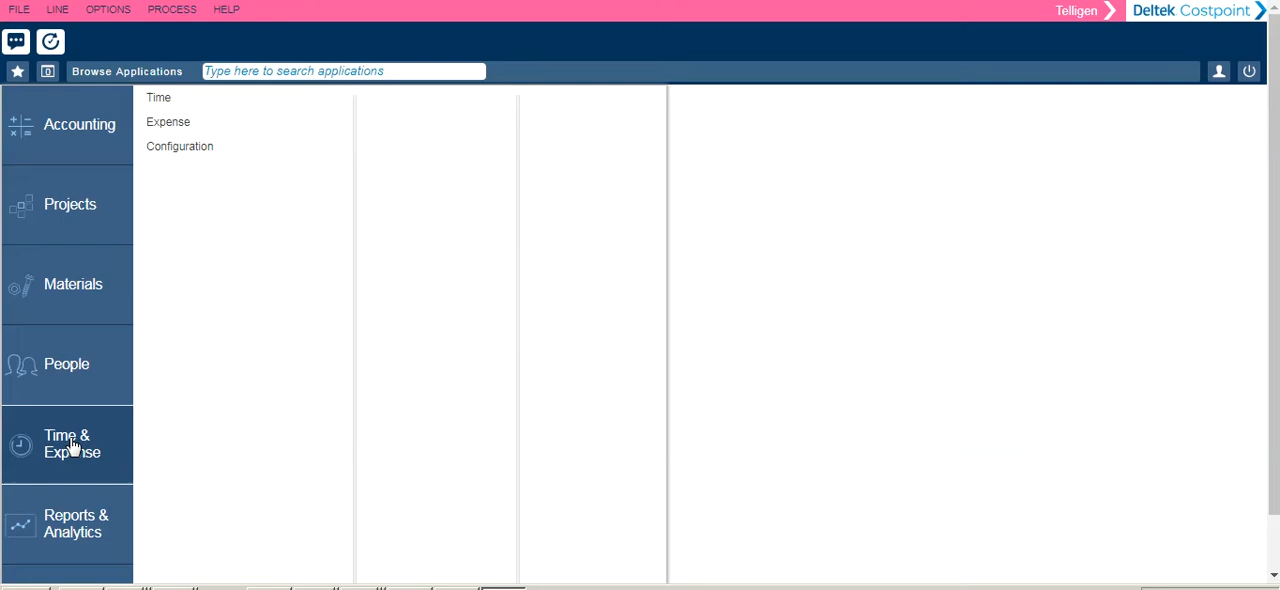 FILE LINE OPTIONS PROCESS HELP Telligen Deltek Costpoint
0 Browse Applications Type here to search applications
Accounting
Projects
Materials
People
Time &
Expense
Reports &
Analytics
Time
Expense
Configuration